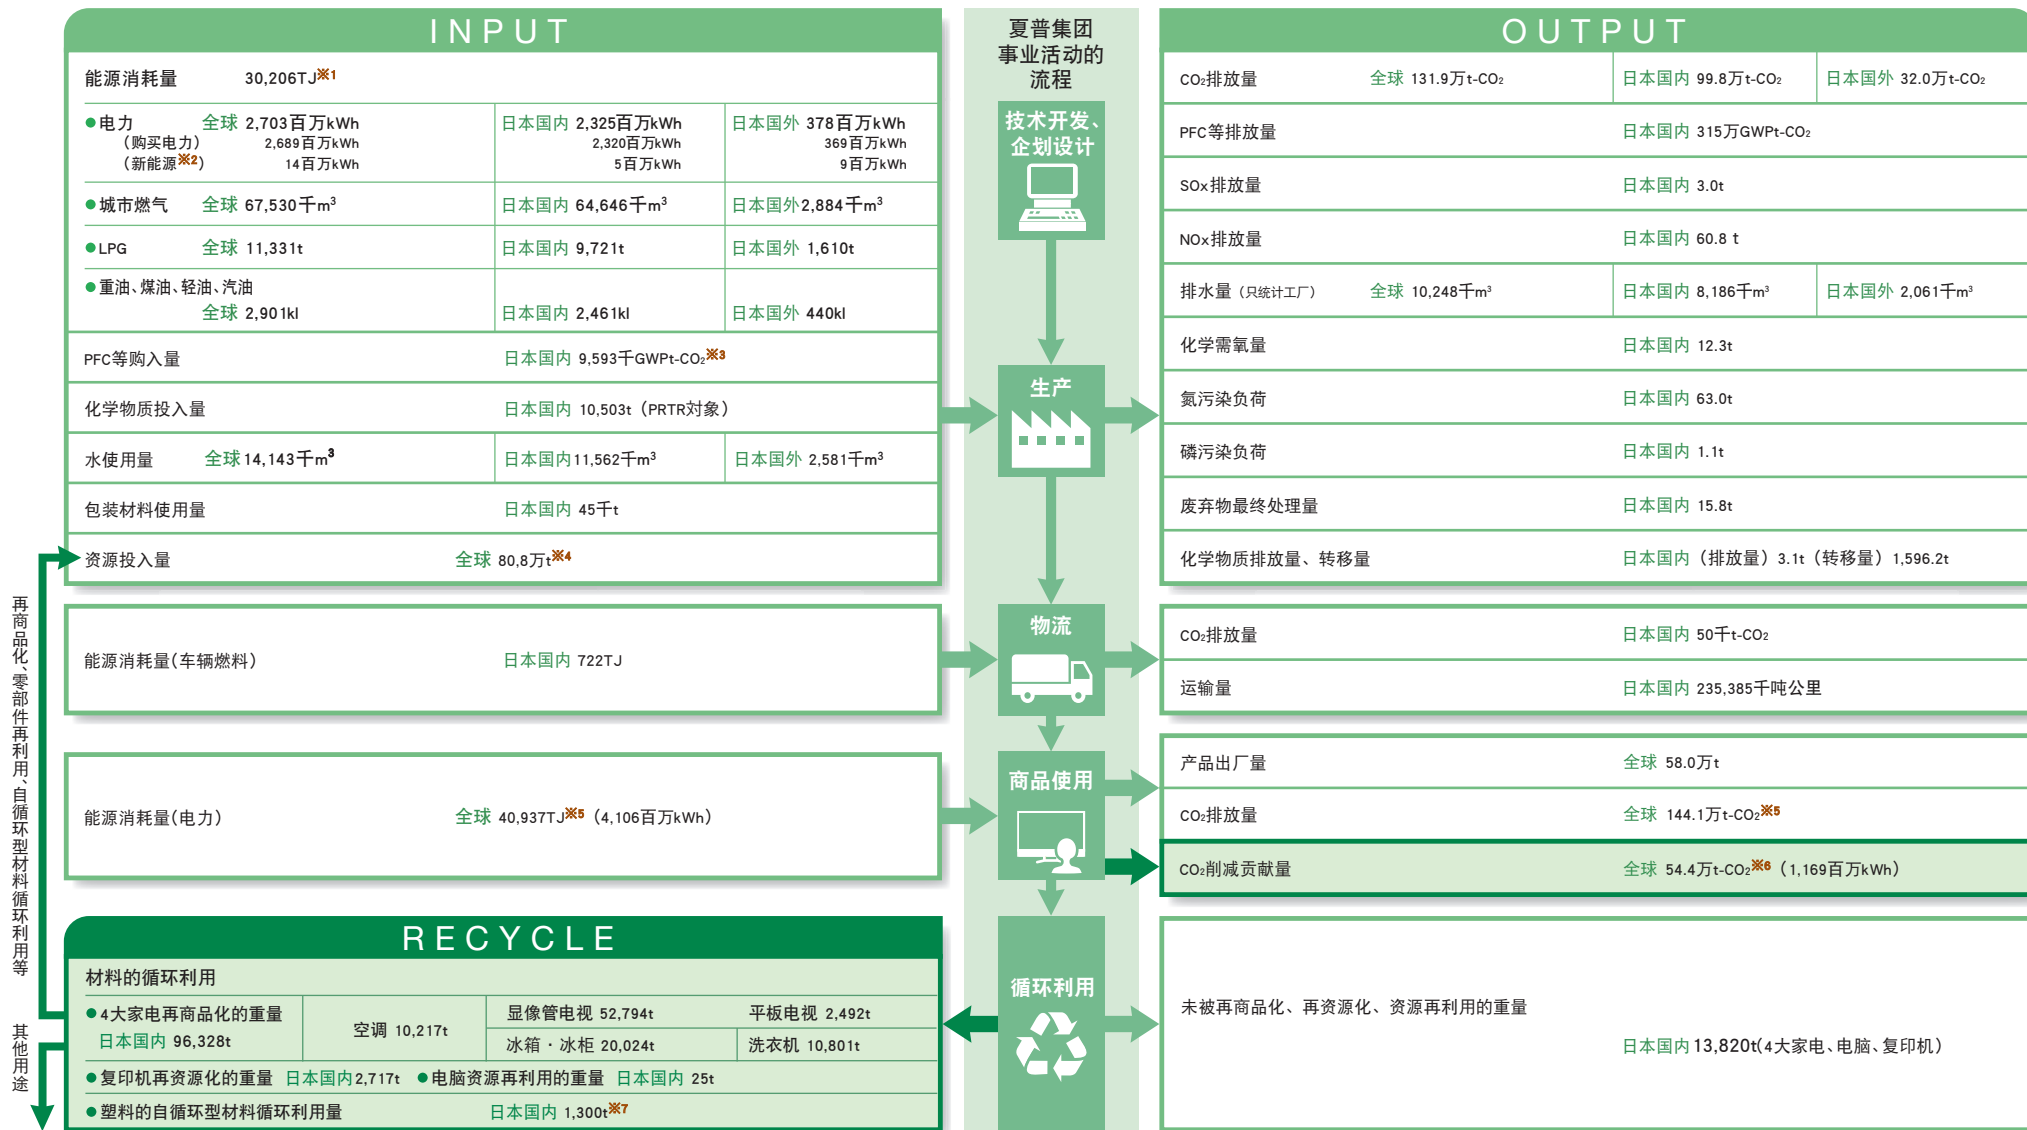 INPUT
能源消耗量 30,206TJ※1
●电力 全球 2,703百万kWh 日本国内 2,325百万kWh 日本国外 378百万kWh
（购买电力） 2,689百万kWh 2,320百万kWh 369百万kWh
（新能源※2） 14百万kWh 5百万kWh 9百万kWh
●城市燃气 全球 67,530千m³ 日本国内 64,646千m³ 日本国外2,884千m³
●LPG 全球 11,331t 日本国内 9,721t 日本国外 1,610t
●重油、煤油、轻油、汽油
全球 2,901kl 日本国内 2,461kl 日本国外 440kl
PFC等购入量 日本国内 9,593千GWPt-CO₂※3
化学物质投入量 日本国内 10,503t（PRTR对象）
水使用量 全球14,143千m³ 日本国内11,562千m³ 日本国外 2,581千m³
包装材料使用量 日本国内 45千t
资源投入量 全球 80,8万t※4
能源消耗量(车辆燃料) 日本国内 722TJ
能源消耗量(电力) 全球 40,937TJ※5（4,106百万kWh）
RECYCLE
材料的循环利用
●4大家电再商品化的重量
日本国内 96,328t
空调 10,217t
显像管电视 52,794t 平板电视 2,492t
冰箱・冰柜 20,024t 洗衣机 10,801t
●复印机再资源化的重量 日本国内2,717t ●电脑资源再利用的重量 日本国内 25t
●塑料的自循环型材料循环利用量 日本国内 1,300t※7
再商品化、零部件再利用、自循环型材料循环利用等
其他用途
夏普集团
事业活动的
流程
技术开发、
企划设计
生产
物流
商品使用
循环利用
OUTPUT
CO₂排放量 全球 131.9万t-CO₂ 日本国内 99.8万t-CO₂ 日本国外 32.0万t-CO₂
PFC等排放量 日本国内 315万GWPt-CO₂
SOx排放量 日本国内 3.0t
NOx排放量 日本国内 60.8 t
排水量（只统计工厂） 全球 10,248千m³ 日本国内 8,186千m³ 日本国外 2,061千m³
化学需氧量 日本国内 12.3t
氮污染负荷 日本国内 63.0t
磷污染负荷 日本国内 1.1t
废弃物最终处理量 日本国内 15.8t
化学物质排放量、转移量 日本国内（排放量）3.1t（转移量）1,596.2t
CO₂排放量 日本国内 50千t-CO₂
运输量 日本国内 235,385千吨公里
产品出厂量 全球 58.0万t
CO₂排放量 全球 144.1万t-CO₂※5
CO₂削减贡献量 全球 54.4万t-CO₂※6（1,169百万kWh）
未被再商品化、再资源化、资源再利用的重量
日本国内13,820t(4大家电、电脑、复印机)